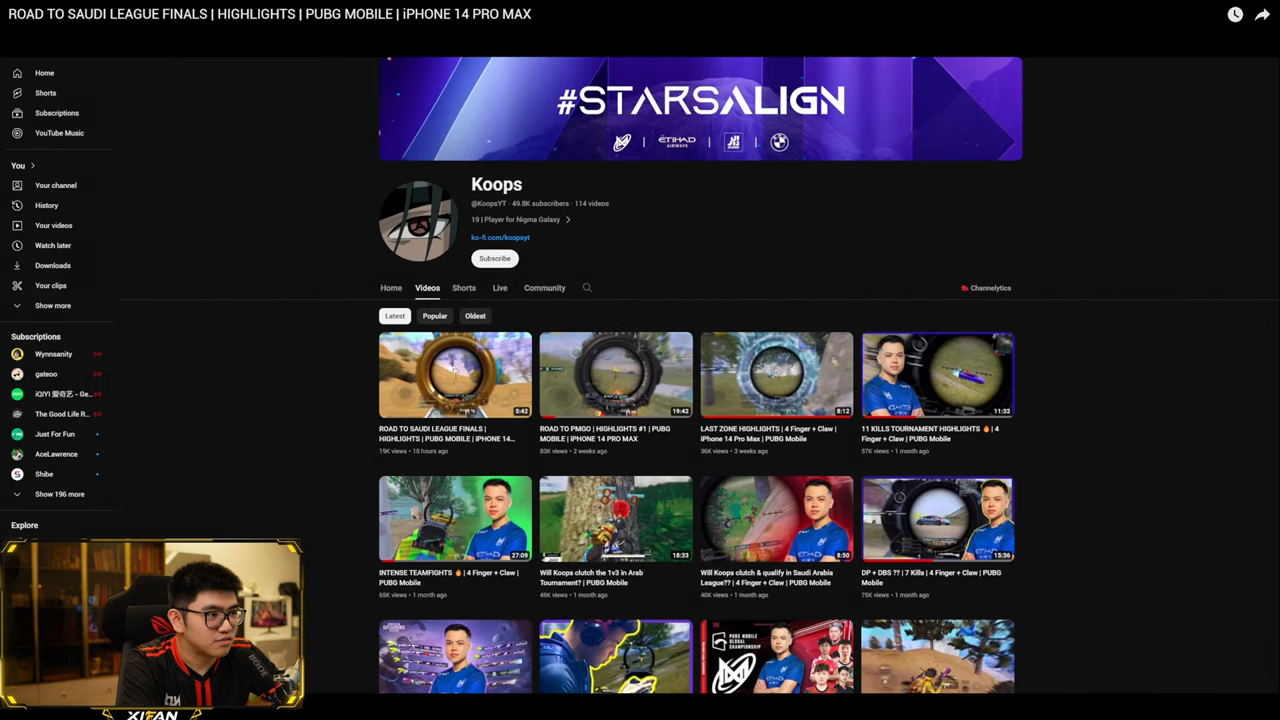 ROAD TO SAUDI LEAGUE FINALS | HIGHLIGHTS | PUBG MOBILE | iPHONE 14 PRO MAX
Home
Shorts
Subscriptions
YouTube Music
You
Your channel
History
Your videos
Watch later
Downloads
Your clips
Show more
Subscriptions
Wynnsanity
gateoo
iQIYI 爱奇艺 - Ge...
The Good Life R...
Just For Fun
AceLawrence
Shibe
Show 196 more
Explore
#STARSALIGN
ETIHAD
AIRWAYS
Koops
@KoopsYT · 49.8K subscribers · 114 videos
19 | Player for Nigma Galaxy
ko-fi.com/koopsyt
Subscribe
Home Videos Shorts Live Community
Channelytics
Latest Popular Oldest
5:42
ROAD TO SAUDI LEAGUE FINALS |
HIGHLIGHTS | PUBG MOBILE | iPHONE 14...
19K views • 18 hours ago
19:42
ROAD TO PMGO | HIGHLIGHTS #1 | PUBG
MOBILE | iPHONE 14 PRO MAX
83K views • 2 weeks ago
8:12
LAST ZONE HIGHLIGHTS | 4 Finger + Claw |
iPhone 14 Pro Max | PUBG Mobile
36K views • 3 weeks ago
11:32
11 KILLS TOURNAMENT HIGHLIGHTS 🔥 | 4
Finger + Claw | PUBG Mobile
57K views • 1 month ago
27:09
INTENSE TEAMFIGHTS 🔥 | 4 Finger + Claw |
PUBG Mobile
65K views • 1 month ago
18:33
Will Koops clutch the 1v3 in Arab
Tournament? | PUBG Mobile
45K views • 1 month ago
8:50
Will Koops clutch & qualify in Saudi Arabia
League?? | 4 Finger + Claw | PUBG Mobile
40K views • 1 month ago
15:36
DP + DBS ?? | 7 Kills | 4 Finger + Claw | PUBG
Mobile
75K views • 1 month ago
PUBG MOBILE
GLOBAL
CHAMPIONSHIP
XIFAN